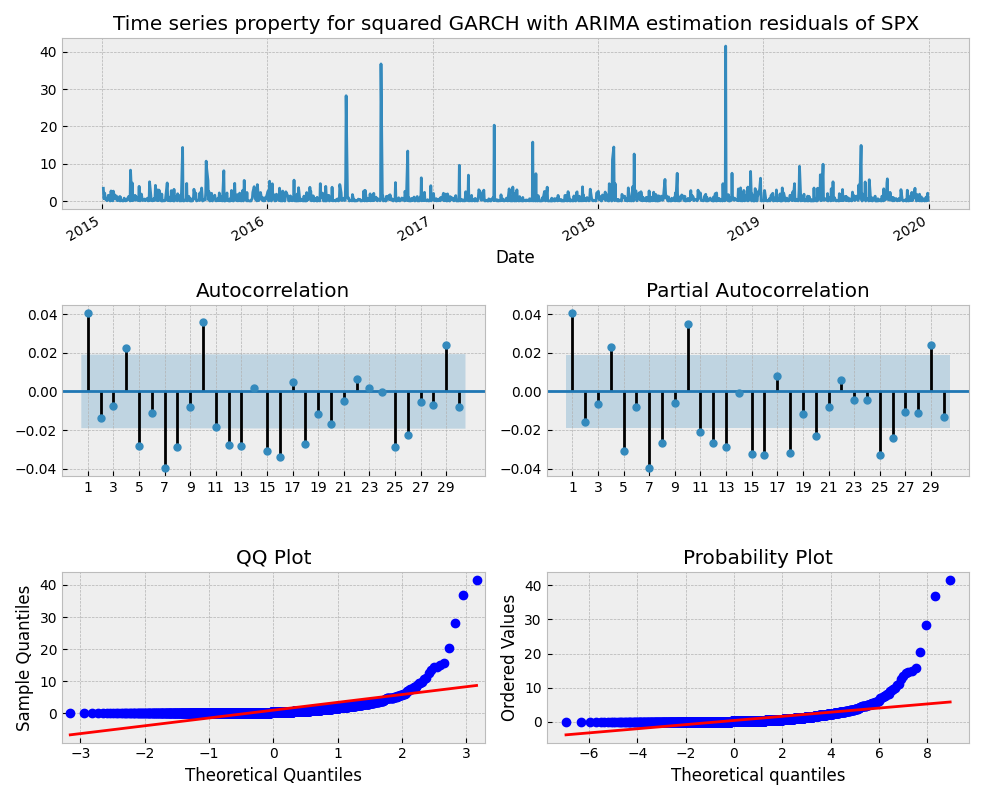 Time series property for squared GARCH with ARIMA estimation residuals of SPX
40
30
20
10
0
2015 2016 2017 2018 2019 2020
Date
Autocorrelation
0.04
0.02
0.00
−0.02
−0.04
1 3 5 7 9 11 13 15 17 19 21 23 25 27 29
Partial Autocorrelation
0.04
0.02
0.00
−0.02
−0.04
1 3 5 7 9 11 13 15 17 19 21 23 25 27 29
QQ Plot
Sample Quantiles
40
30
20
10
0
−3 −2 −1 0 1 2 3
Theoretical Quantiles
Probability Plot
Ordered Values
40
30
20
10
0
−6 −4 −2 0 2 4 6 8
Theoretical quantiles